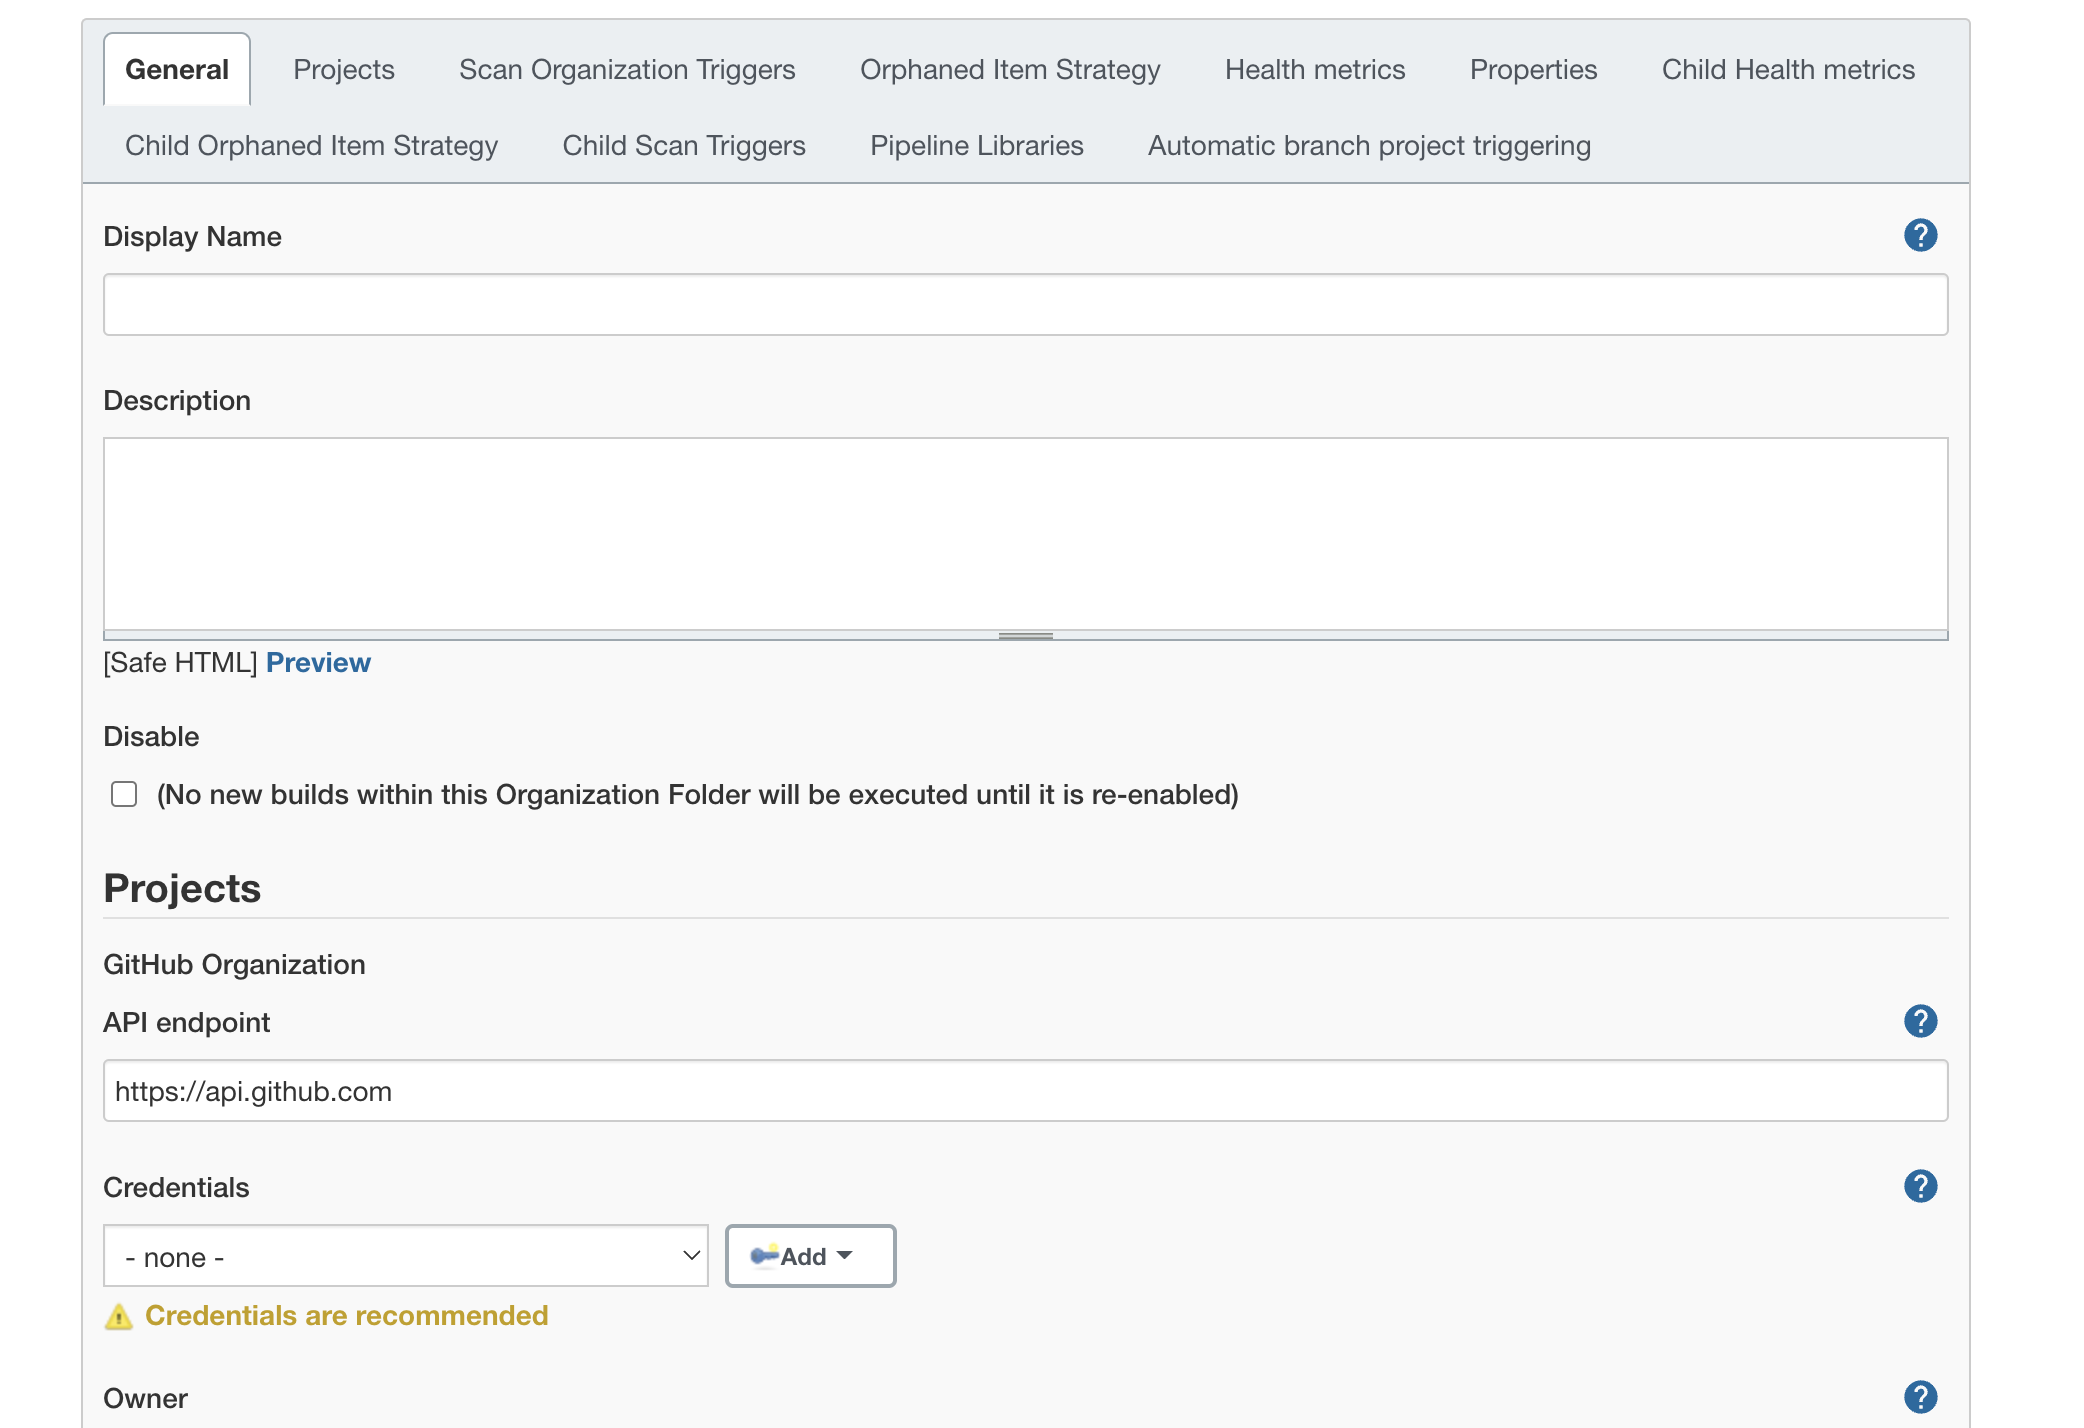 General Projects Scan Organization Triggers Orphaned Item Strategy Health metrics Properties Child Health metrics
Child Orphaned Item Strategy Child Scan Triggers Pipeline Libraries Automatic branch project triggering
Display Name ?
Description
[Safe HTML] Preview
Disable
(No new builds within this Organization Folder will be executed until it is re-enabled)
Projects
GitHub Organization
API endpoint ?
https://api.github.com
Credentials ?
- none - Add
Credentials are recommended
Owner ?